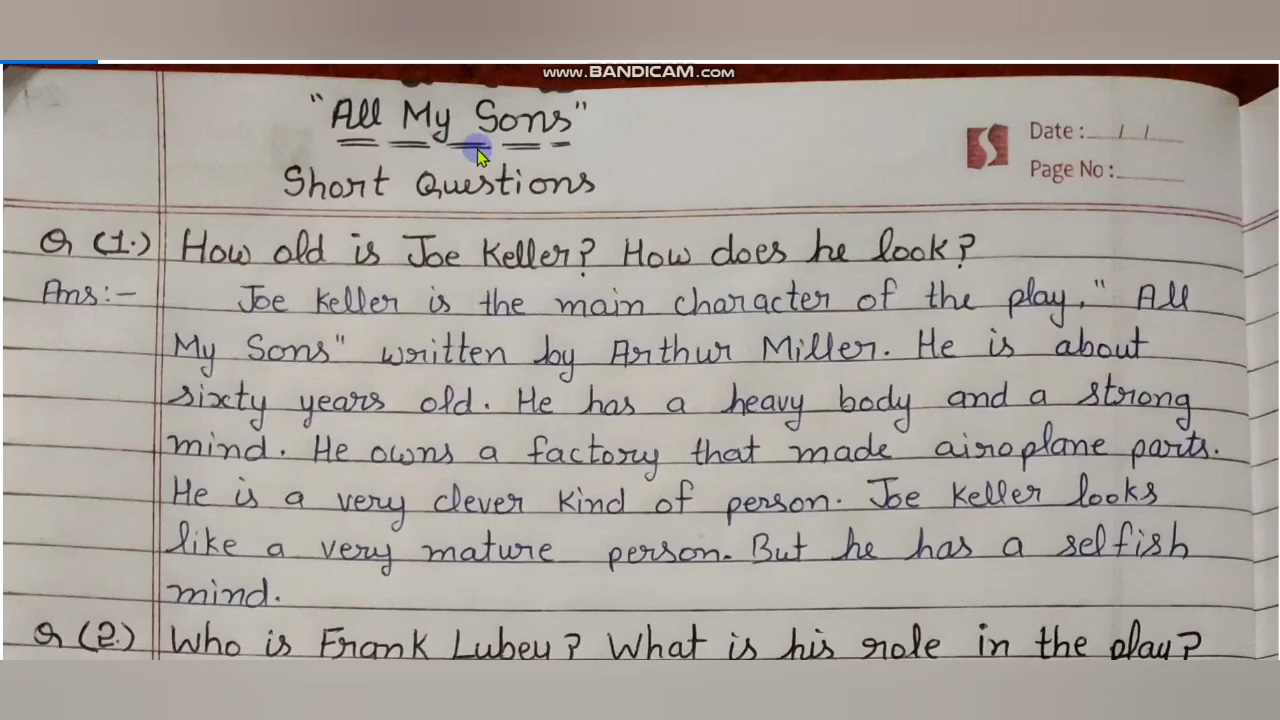 www.BANDICAM.com
"All My Sons"
Short Questions
Date : / /
Page No :
Q (1.) How old is Joe Keller? How does he look?
Ans:- Joe Keller is the main character of the play, "All
My Sons" written by Arthur Miller. He is about
sixty years old. He has a heavy body and a strong
mind. He owns a factory that made airoplane parts.
He is a very clever kind of person. Joe Keller looks
like a very mature person. But he has a selfish
mind.
Q (2.) Who is Frank Lubey? What is his role in the play?